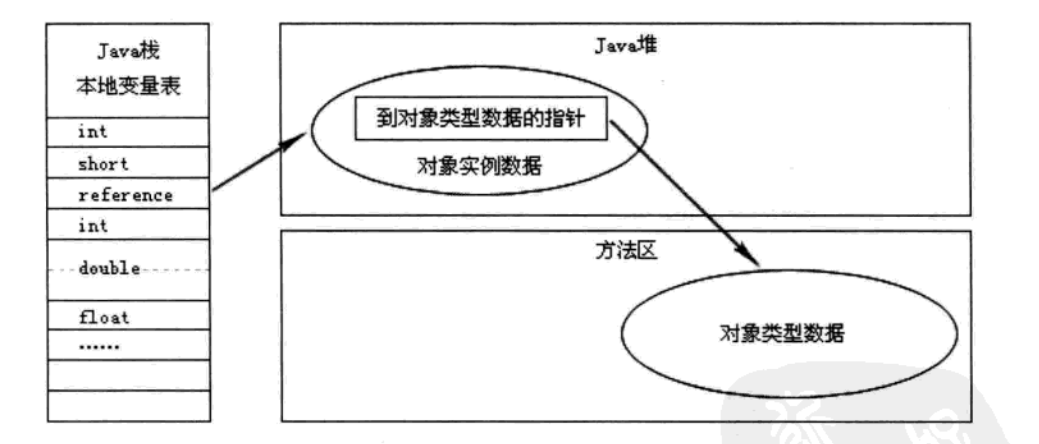 Java栈
本地变量表
int
short
reference
int
double
float
……
Java堆
到对象类型数据的指针
对象实例数据
方法区
对象类型数据